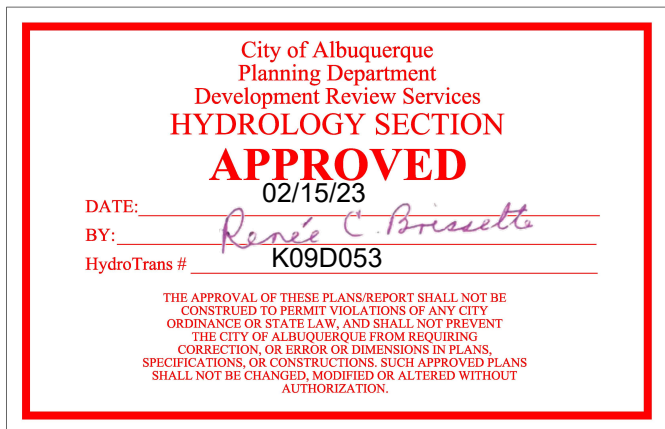 City of Albuquerque
Planning Department
Development Review Services
HYDROLOGY SECTION
APPROVED
DATE: 02/15/23
BY: Renée C. Brissette
HydroTrans # K09D053
THE APPROVAL OF THESE PLANS/REPORT SHALL NOT BE
CONSTRUED TO PERMIT VIOLATIONS OF ANY CITY
ORDINANCE OR STATE LAW, AND SHALL NOT PREVENT
THE CITY OF ALBUQUERQUE FROM REQUIRING
CORRECTION, OR ERROR OR DIMENSIONS IN PLANS,
SPECIFICATIONS, OR CONSTRUCTIONS. SUCH APPROVED PLANS
SHALL NOT BE CHANGED, MODIFIED OR ALTERED WITHOUT
AUTHORIZATION.